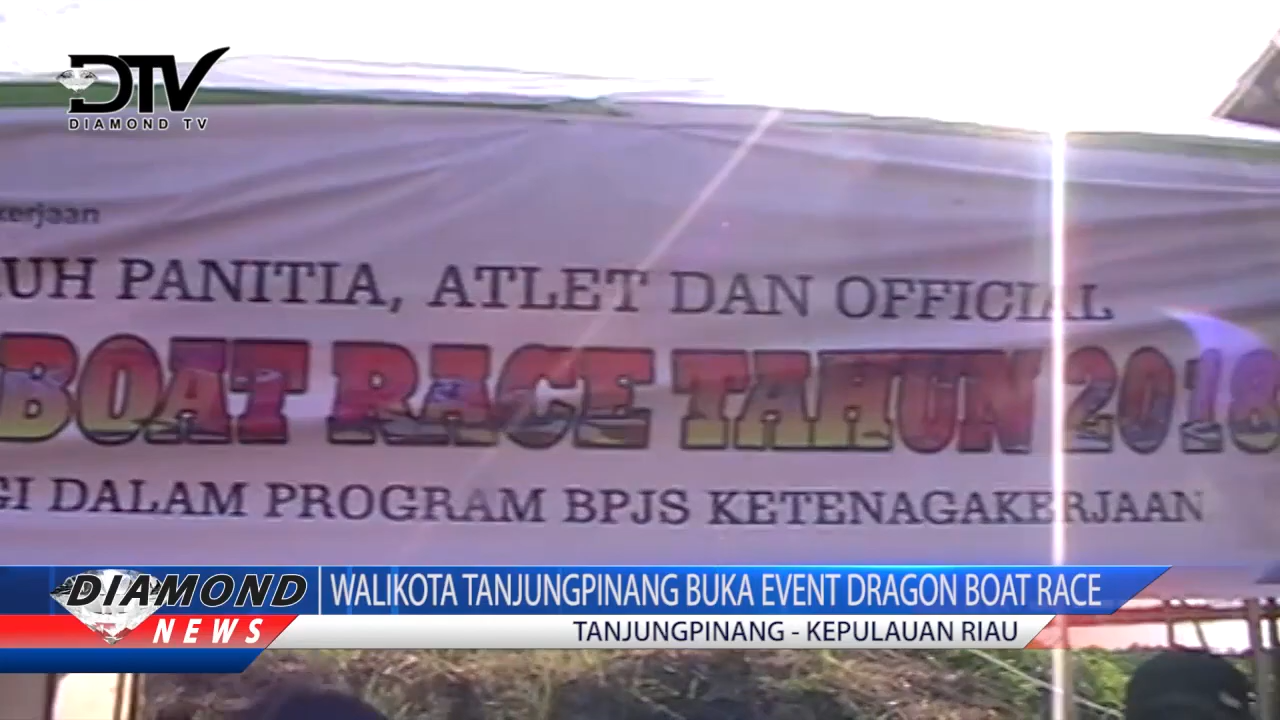 DTV
DIAMOND TV
kerjaan
UH PANITIA, ATLET DAN OFFICIAL
BOAT RACE TAHUN 2018
GI DALAM PROGRAM BPJS KETENAGAKERJAAN
DIAMOND NEWS
WALIKOTA TANJUNGPINANG BUKA EVENT DRAGON BOAT RACE
TANJUNGPINANG - KEPULAUAN RIAU